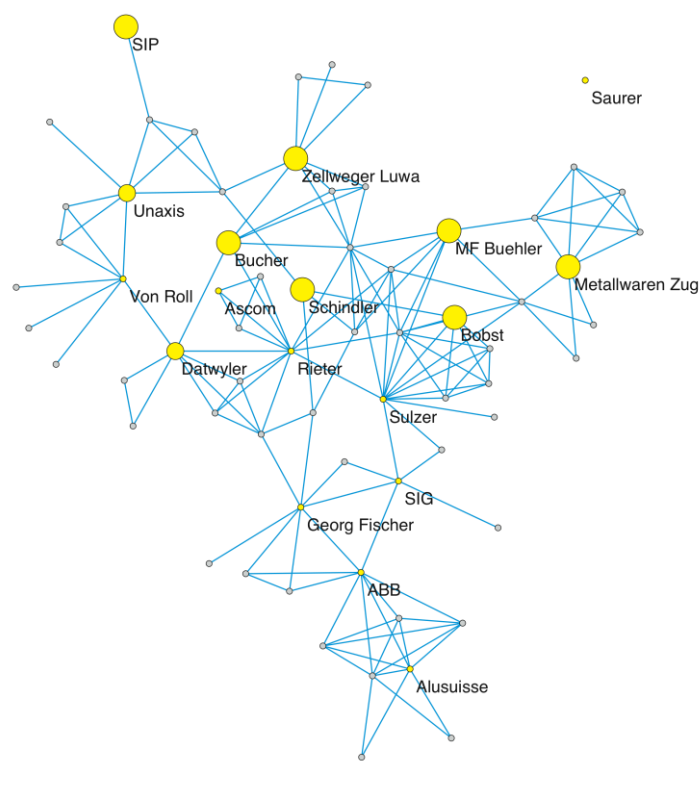 SIP
Saurer
Zellweger Luwa
Unaxis
MF Buehler
Bucher
Metallwaren Zug
Von Roll
Ascom
Schindler
Bobst
Datwyler
Rieter
Sulzer
SIG
Georg Fischer
ABB
Alusuisse